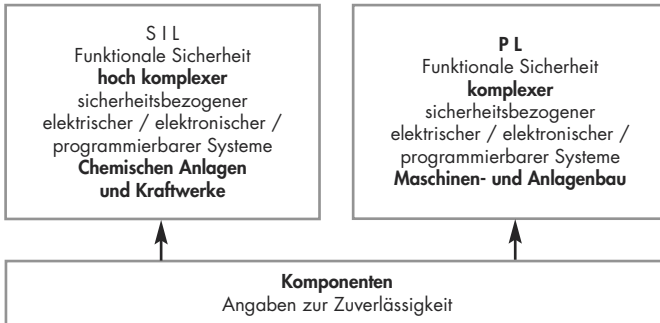 S I L
Funktionale Sicherheit
hoch komplexer
sicherheitsbezogener
elektrischer / elektronischer /
programmierbarer Systeme
Chemischen Anlagen
und Kraftwerke
P L
Funktionale Sicherheit
komplexer
sicherheitsbezogener
elektrischer / elektronischer /
programmierbarer Systeme
Maschinen- und Anlagenbau
Komponenten
Angaben zur Zuverlässigkeit